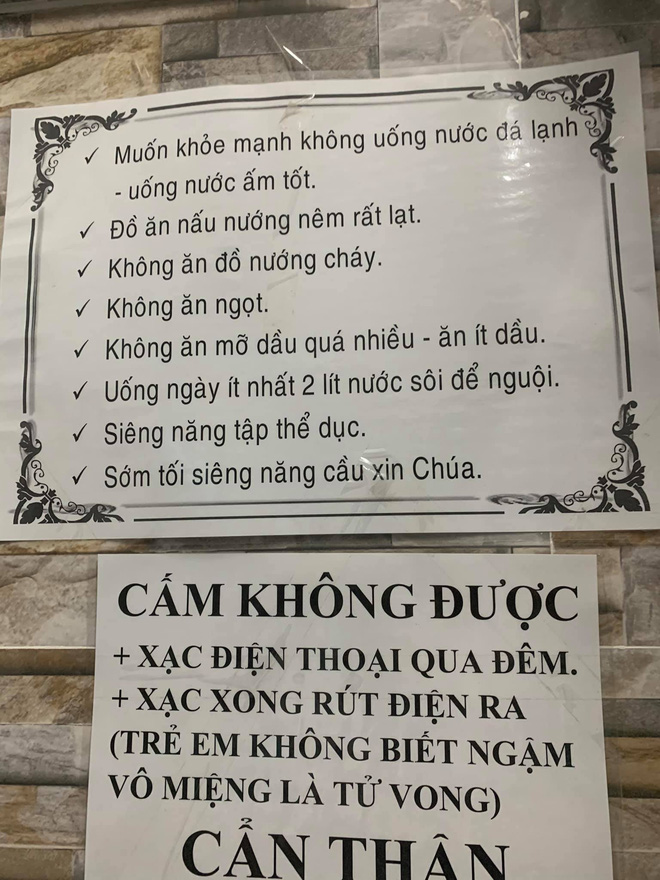 ✓ Muốn khỏe mạnh không uống nước đá lạnh
- uống nước ấm tốt.
✓ Đồ ăn nấu nướng nêm rất lạt.
✓ Không ăn đồ nướng cháy.
✓ Không ăn ngọt.
✓ Không ăn mỡ dầu quá nhiều - ăn ít dầu.
✓ Uống ngày ít nhất 2 lít nước sôi để nguội.
✓ Siêng năng tập thể dục.
✓ Sớm tối siêng năng cầu xin Chúa.
CẤM KHÔNG ĐƯỢC
+ XẠC ĐIỆN THOẠI QUA ĐÊM.
+ XẠC XONG RÚT ĐIỆN RA
(TRẺ EM KHÔNG BIẾT NGẬM
VÔ MIỆNG LÀ TỬ VONG)
CẨN THẬN